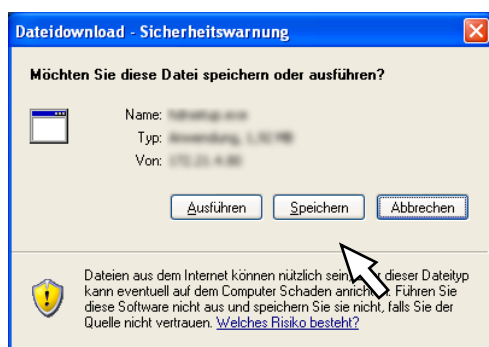 Dateidownload - Sicherheitswarnung
Möchten Sie diese Datei speichern oder ausführen?
Name:
Typ:
Von:
Ausführen Speichern Abbrechen
Dateien aus dem Internet können nützlich sein, dieser Dateityp
kann eventuell auf dem Computer Schaden anrichten. Führen Sie
diese Software nicht aus und speichern Sie sie nicht, falls Sie der
Quelle nicht vertrauen. Welches Risiko besteht?